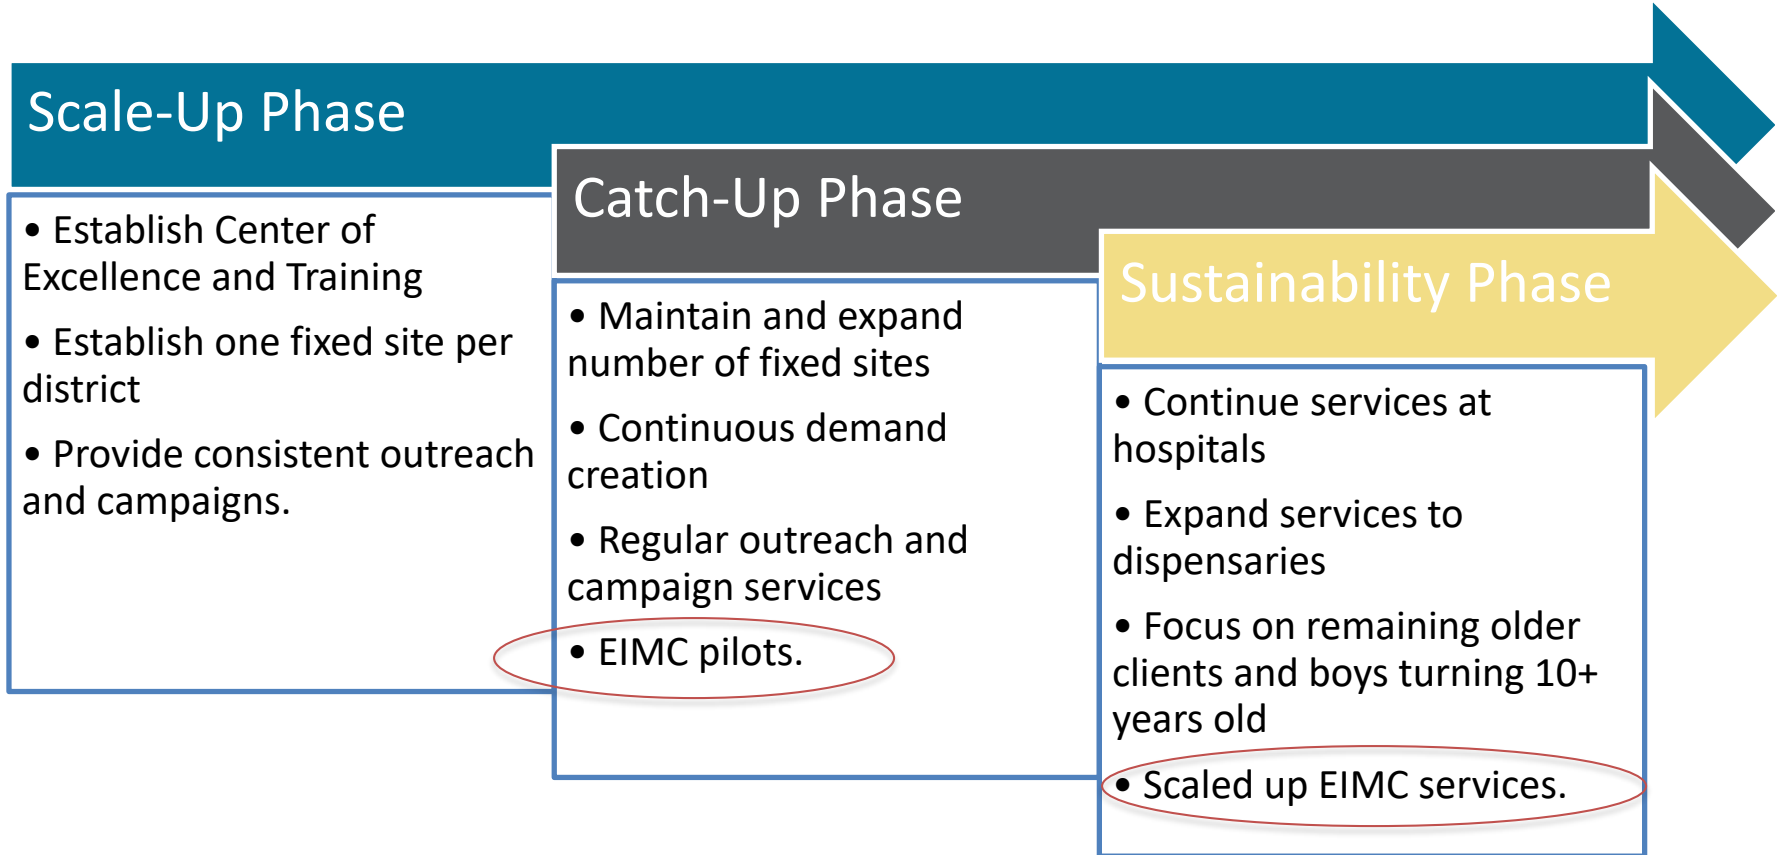 Scale-Up Phase
• Establish Center of
Excellence and Training
• Establish one fixed site per
district
• Provide consistent outreach
and campaigns.
Catch-Up Phase
• Maintain and expand
number of fixed sites
• Continuous demand
creation
• Regular outreach and
campaign services
• EIMC pilots.
Sustainability Phase
• Continue services at
hospitals
• Expand services to
dispensaries
• Focus on remaining older
clients and boys turning 10+
years old
• Scaled up EIMC services.